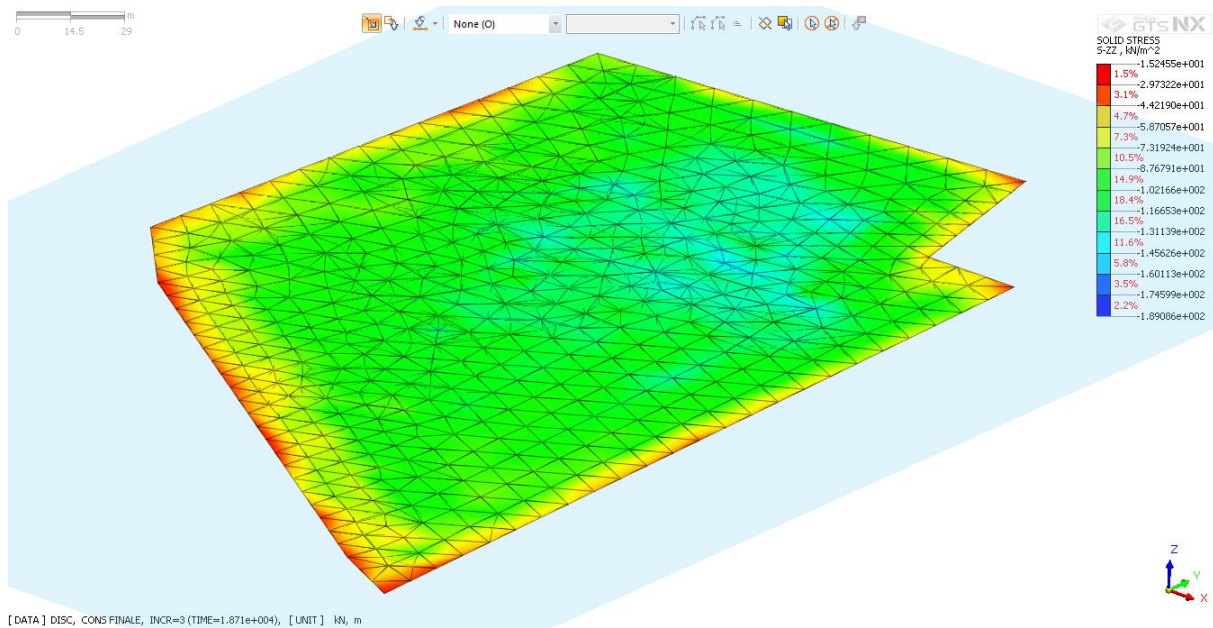 0 14.5 29 m
None (O)
midas
GTS NX
SOLID STRESS
S-ZZ , kN/m^2
-1.52455e+001
1.5%
-2.97322e+001
3.1%
-4.42190e+001
4.7%
-5.87057e+001
7.3%
-7.31924e+001
10.5%
-8.76791e+001
14.9%
-1.02166e+002
18.4%
-1.16653e+002
16.5%
-1.31139e+002
11.6%
-1.45626e+002
5.8%
-1.60113e+002
3.5%
-1.74599e+002
2.2%
-1.89086e+002
Z
Y
X
[ DATA ] DISC, CONS FINALE, INCR=3 (TIME=1.871e+004), [ UNIT ] kN, m